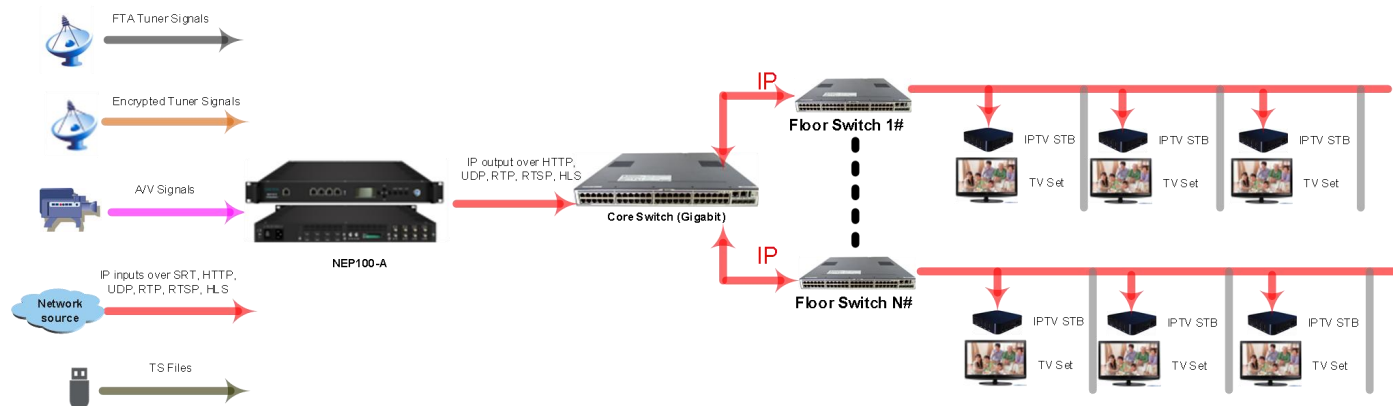 FTA Tuner Signals
Encrypted Tuner Signals
A/V Signals
IP inputs over SRT, HTTP,
UDP, RTP, RTSP, HLS
Network
source
TS Files
NEP100-A
IP output over HTTP,
UDP, RTP, RTSP, HLS
Core Switch (Gigabit)
IP
Floor Switch 1#
IP
Floor Switch N#
IPTV STB
TV Set
IPTV STB
TV Set
IPTV STB
TV Set
IPTV STB
TV Set
IPTV STB
TV Set
IPTV STB
TV Set